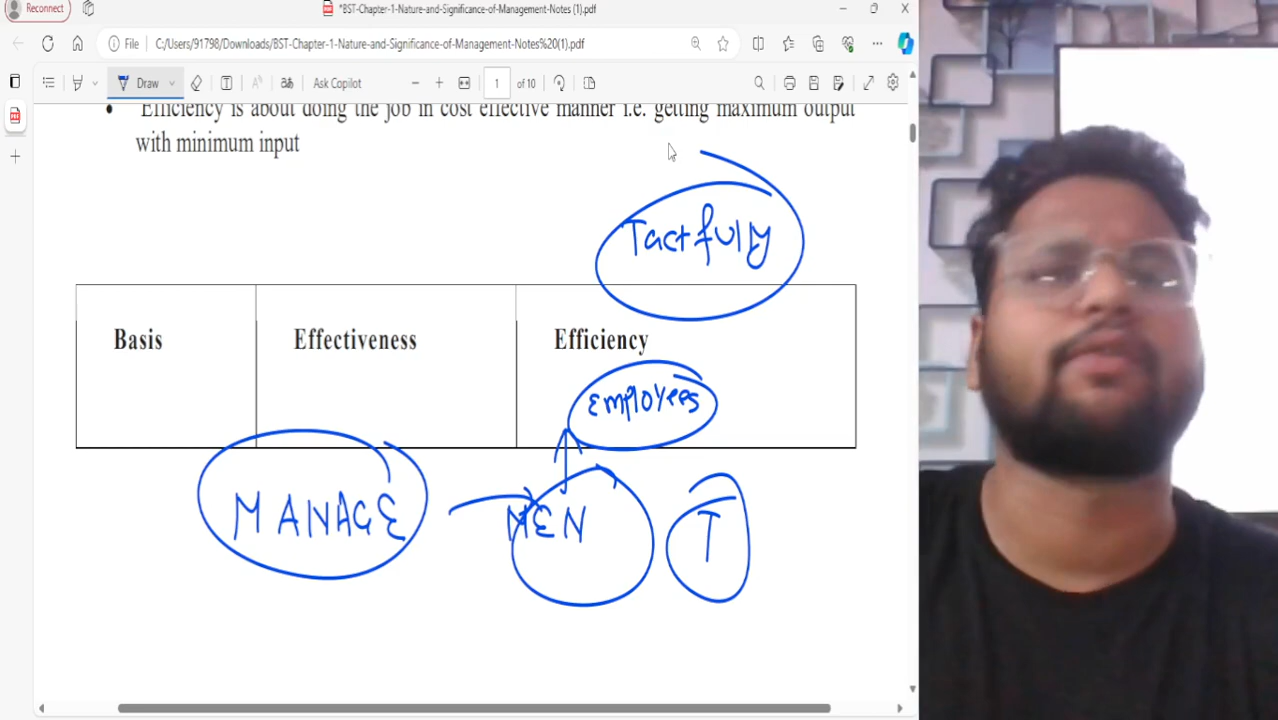 Reconnect
*BST-Chapter-1-Nature-and-Significance-of-Management-Notes (1).pdf
File C:/Users/91798/Downloads/BST-Chapter-1-Nature-and-Significance-of-Management-Notes%20(1).pdf
Draw Ask Copilot 1 of 10
• Efficiency is about doing the job in cost effective manner i.e. getting maximum output
with minimum input
Tactfully
Basis Effectiveness Efficiency
Employees
MANAGE MEN T